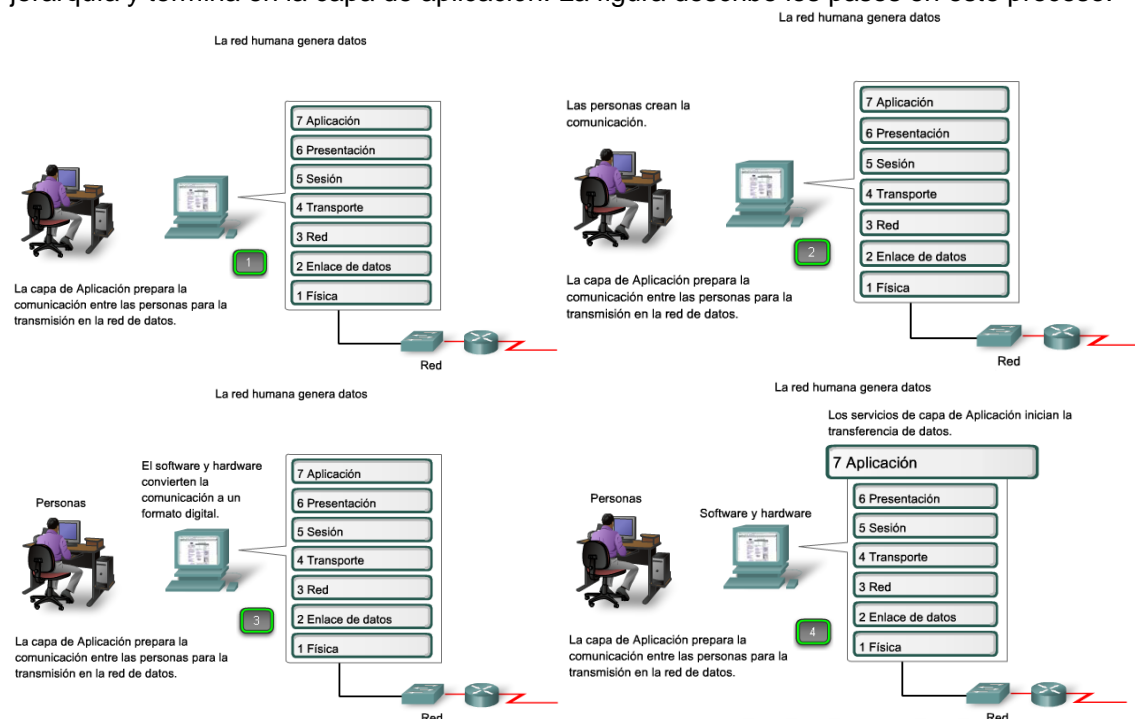 jerarquía y termina en la capa de aplicación. La figura describe los pasos en este proceso.
La red humana genera datos
7 Aplicación
6 Presentación
5 Sesión
4 Transporte
3 Red
2 Enlace de datos
1 Física
1
La capa de Aplicación prepara la
comunicación entre las personas para la
transmisión en la red de datos.
Red
La red humana genera datos
Las personas crean la
comunicación.
7 Aplicación
6 Presentación
5 Sesión
4 Transporte
3 Red
2 Enlace de datos
1 Física
2
La capa de Aplicación prepara la
comunicación entre las personas para la
transmisión en la red de datos.
Red
La red humana genera datos
El software y hardware
convierten la
comunicación a un
formato digital.
Personas
7 Aplicación
6 Presentación
5 Sesión
4 Transporte
3 Red
2 Enlace de datos
1 Física
3
La capa de Aplicación prepara la
comunicación entre las personas para la
transmisión en la red de datos.
Red
La red humana genera datos
Los servicios de capa de Aplicación inician la
transferencia de datos.
7 Aplicación
Personas
Software y hardware
6 Presentación
5 Sesión
4 Transporte
3 Red
2 Enlace de datos
1 Física
4
La capa de Aplicación prepara la
comunicación entre las personas para la
transmisión en la red de datos.
Red